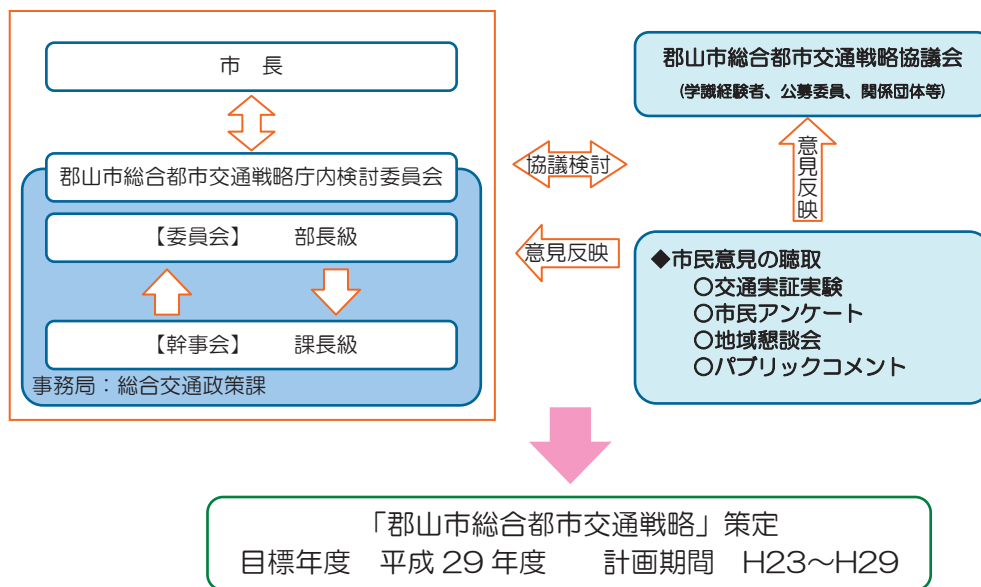 市　長
郡山市総合都市交通戦略庁内検討委員会
【委員会】　　部長級
【幹事会】　　課長級
事務局：総合交通政策課
協議検討
意見反映
郡山市総合都市交通戦略協議会
（学識経験者、公募委員、関係団体等）
意見反映
◆市民意見の聴取
○交通実証実験
○市民アンケート
○地域懇談会
○パブリックコメント
「郡山市総合都市交通戦略」策定
目標年度　平成 29 年度　　計画期間　H23～H29